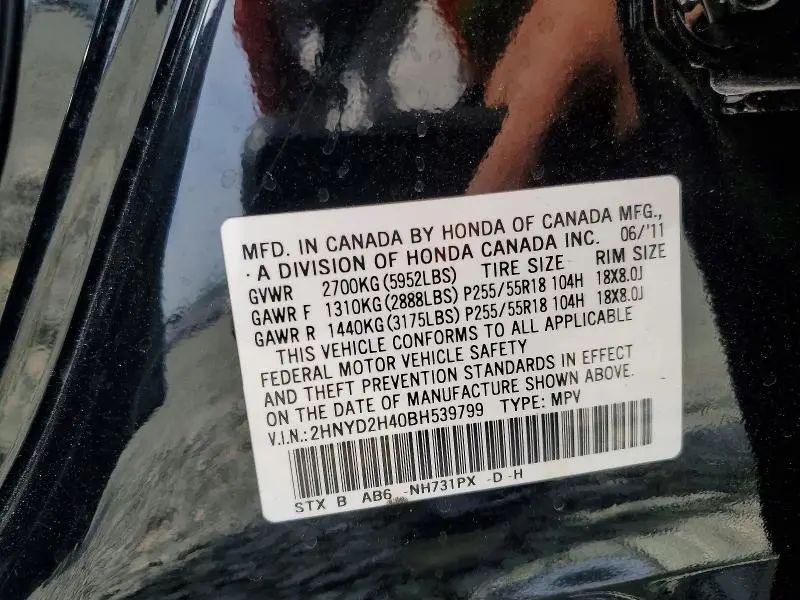 MFD. IN CANADA BY HONDA OF CANADA MFG.,
· A DIVISION OF HONDA CANADA INC. 06/'11
GVWR 2700KG (5952LBS) TIRE SIZE RIM SIZE
GAWR F 1310KG (2888LBS) P255/55R18 104H 18X8.0J
GAWR R 1440KG (3175LBS) P255/55R18 104H 18X8.0J
THIS VEHICLE CONFORMS TO ALL APPLICABLE
FEDERAL MOTOR VEHICLE SAFETY
AND THEFT PREVENTION STANDARDS IN EFFECT
ON THE DATE OF MANUFACTURE SHOWN ABOVE.
V.I.N.: 2HNYD2H40BH539799 TYPE: MPV
STX B AB6 -NH731PX -D -H